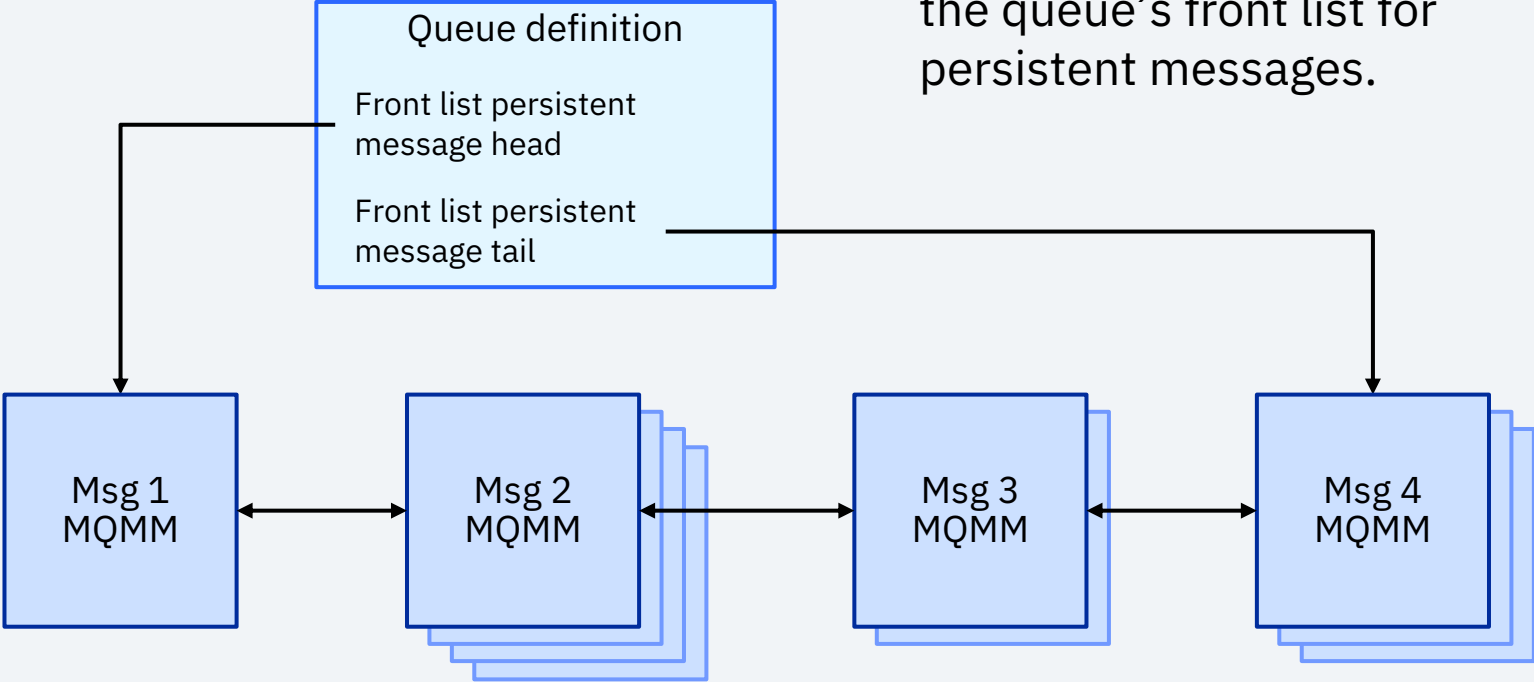 the queue's front list for
persistent messages.
Queue definition
Front list persistent
message head
Front list persistent
message tail
Msg 1
MQMM
Msg 2
MQMM
Msg 3
MQMM
Msg 4
MQMM